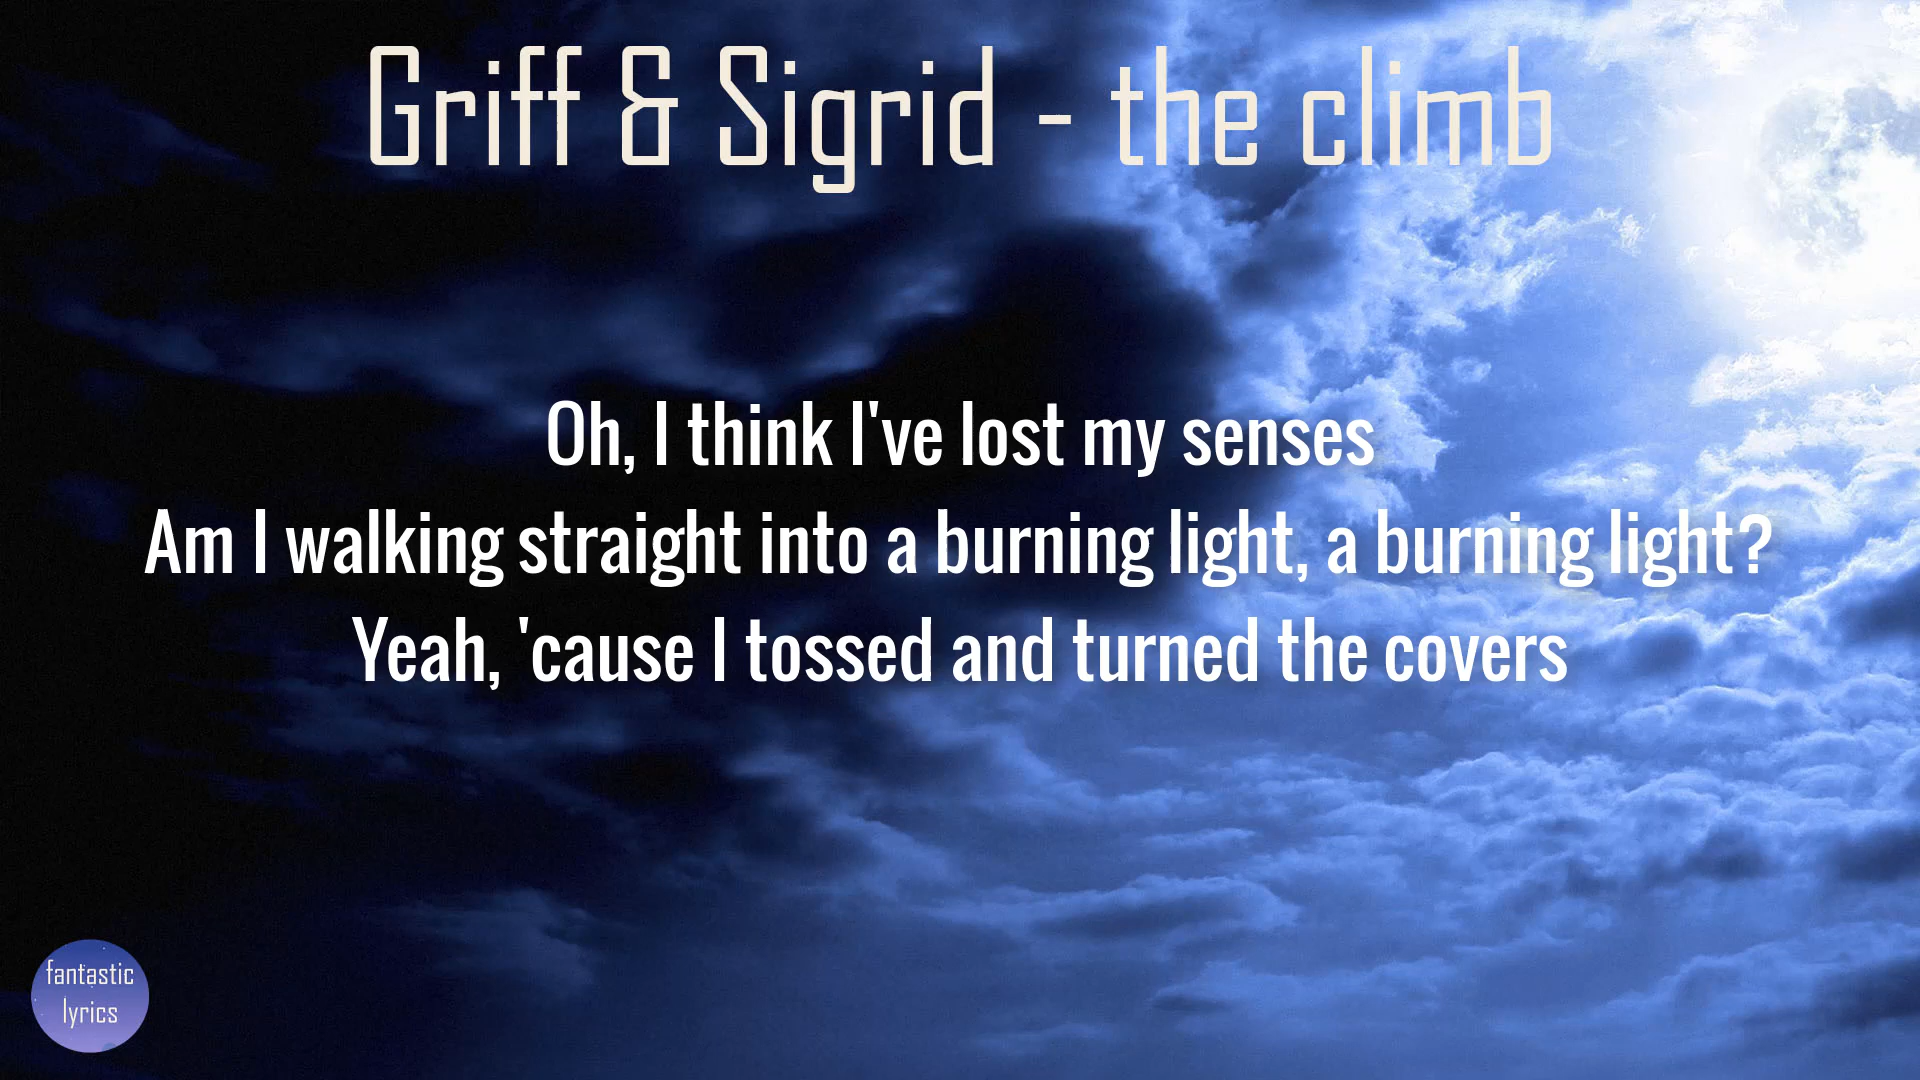 Griff & Sigrid - the climb
Oh, I think I've lost my senses
Am I walking straight into a burning light, a burning light?
Yeah, 'cause I tossed and turned the covers
fantastic
lyrics